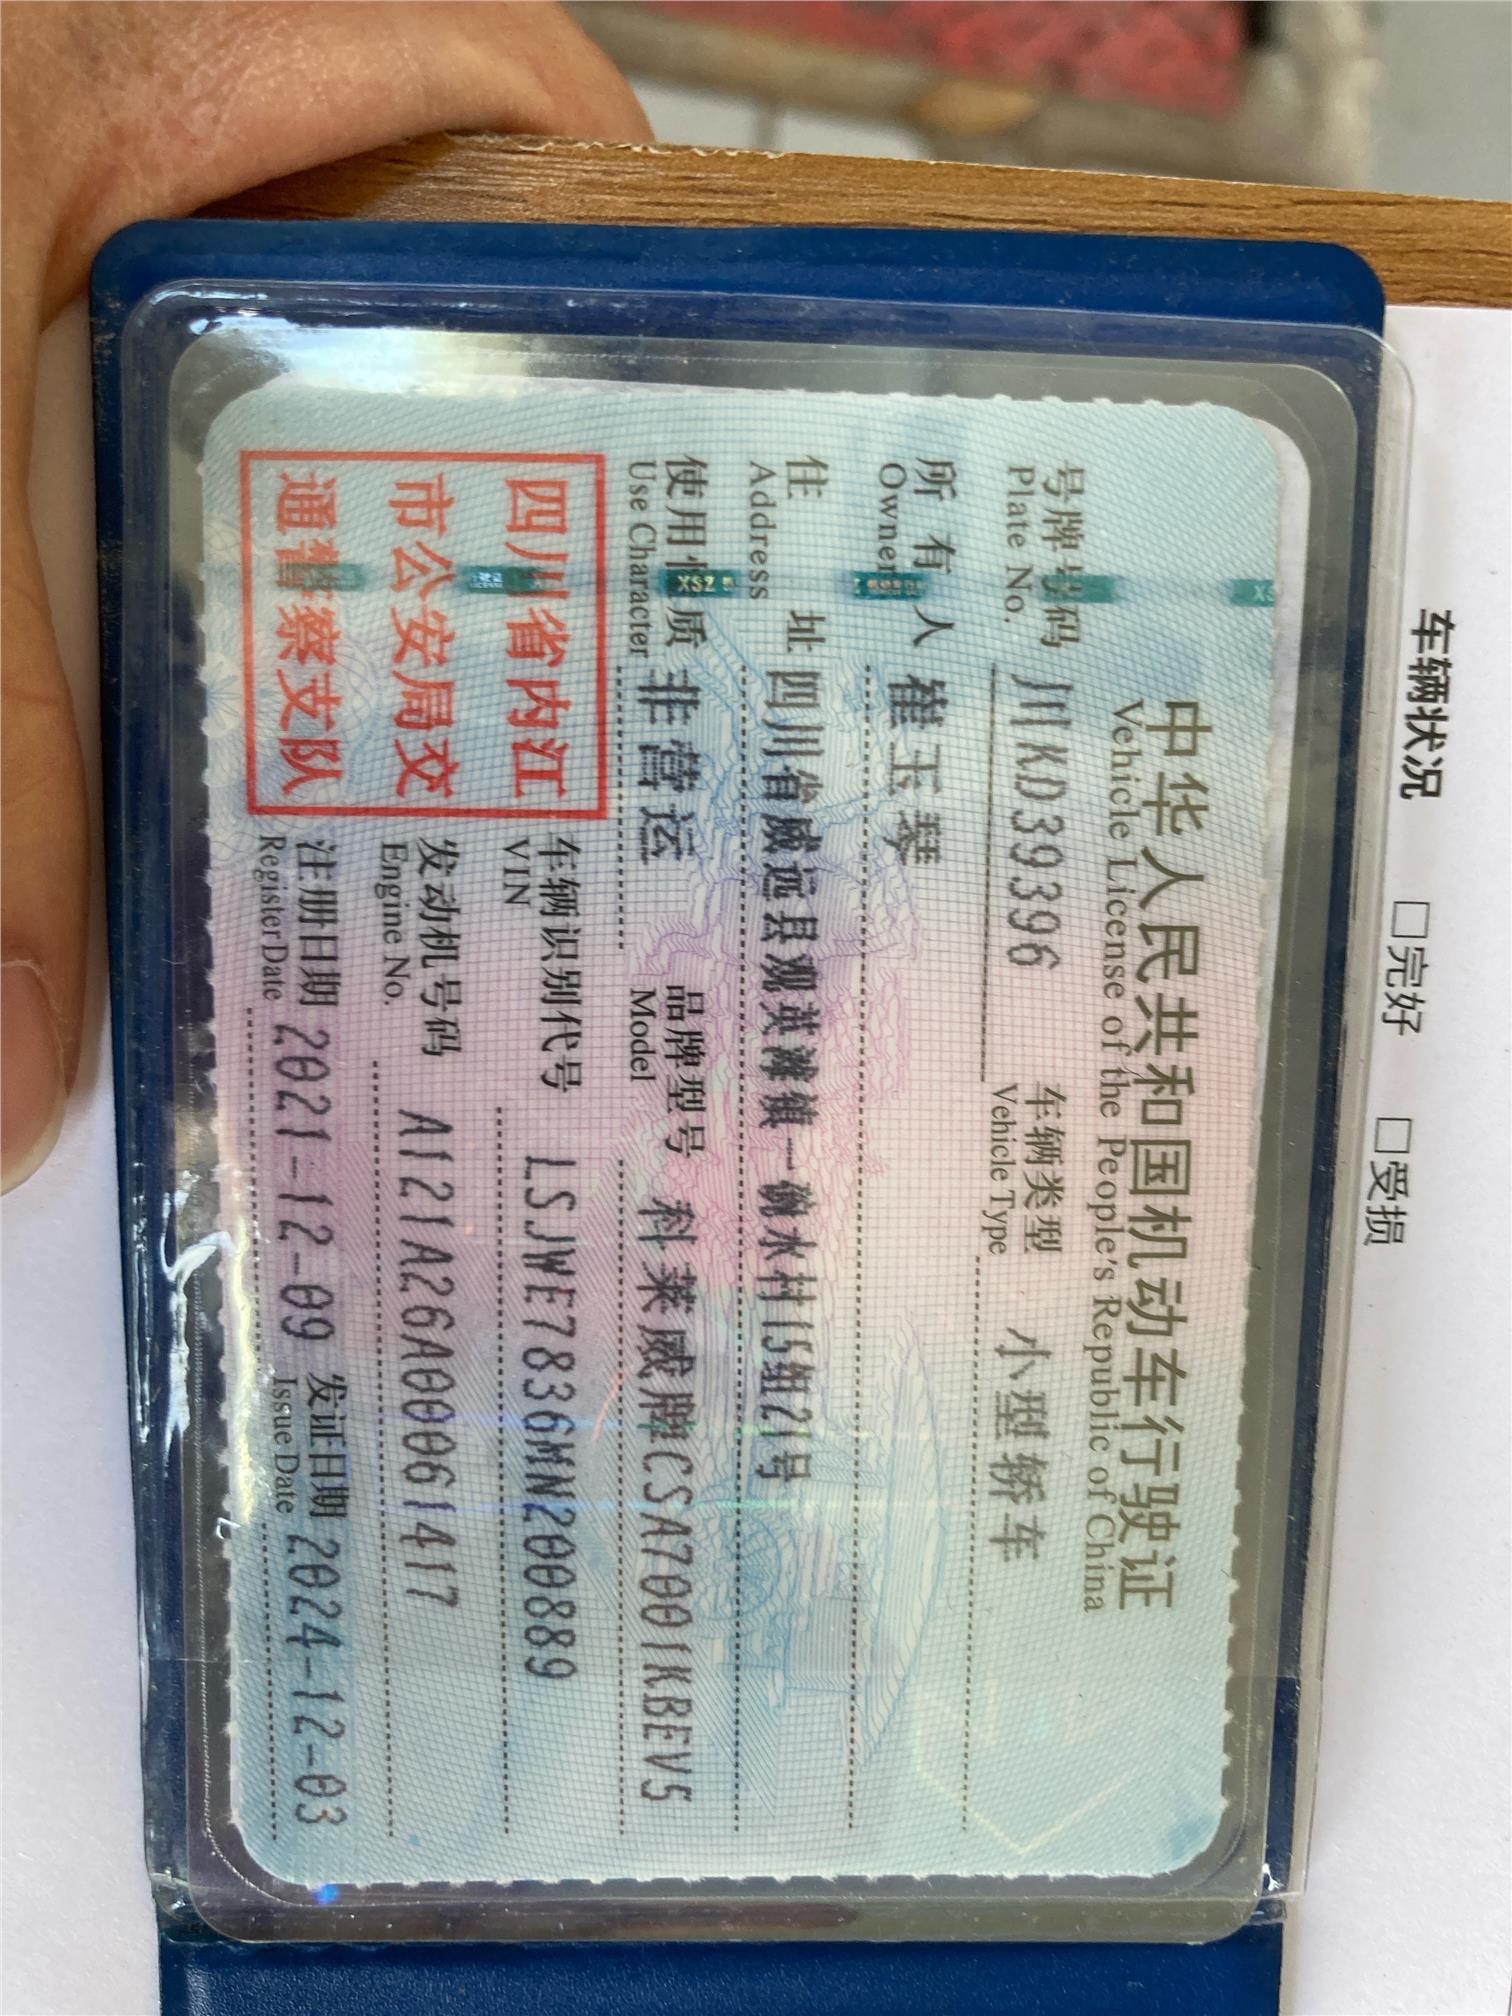 车辆状况 □完好 □受损
中华人民共和国机动车行驶证
Vehicle License of the People's Republic of China
号牌号码 川KD39396 车辆类型 小型轿车
Plate No. Vehicle Type
所有人 崔玉琴
Owner
住址 四川省威远县观英滩镇一碗水村15组21号
Address
使用性质 非营运 品牌型号 科莱威牌CSA7001KBEV5
Use Character Model
四川省内江
市公安局交
通警察支队
车辆识别代号 LSJWE7836MN200889
VIN
发动机号码 A121A26A00061417
Engine No.
注册日期 2021-12-09 发证日期 2024-12-03
Register Date Issue Date